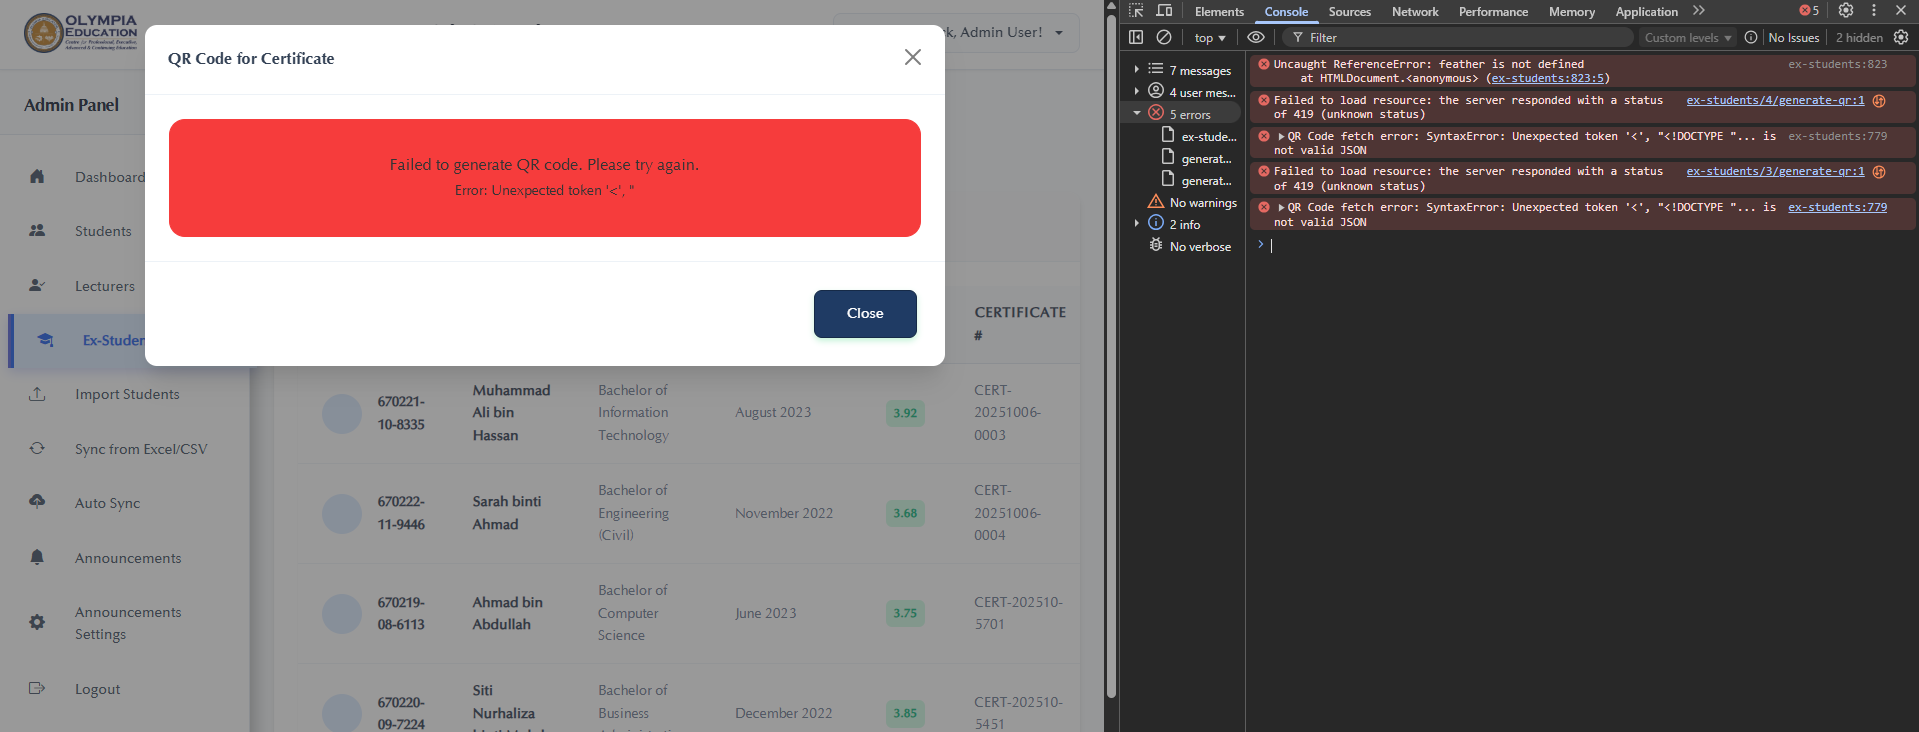 OLYMPIA
EDUCATION
Centre for Professional, Executive,
Advanced & Continuing Education
Admin User!
Admin Panel
Dashboard
Students
Lecturers
Ex-Studen
Import Students
Sync from Excel/CSV
Auto Sync
Announcements
Announcements
Settings
Logout
QR Code for Certificate
Failed to generate QR code. Please try again.
Error: Unexpected token '<', "
Close
CERTIFICATE
#
670221-
10-8335
Muhammad
Ali bin
Hassan
Bachelor of
Information
Technology
August 2023
3.92
CERT-
20251006-
0003
670222-
11-9446
Sarah binti
Ahmad
Bachelor of
Engineering
(Civil)
November 2022
3.68
CERT-
20251006-
0004
670219-
08-6113
Ahmad bin
Abdullah
Bachelor of
Computer
Science
June 2023
3.75
CERT-202510-
5701
670220-
09-7224
Siti
Nurhaliza
Bachelor of
Business
December 2022
3.85
CERT-202510-
5451
Elements
Console
Sources
Network
Performance
Memory
Application
5
top
Filter
Custom levels
No Issues
2 hidden
7 messages
4 user mes...
5 errors
ex-stude...
generat...
generat...
No warnings
2 info
No verbose
Uncaught ReferenceError: feather is not defined ex-students:823
at HTMLDocument.<anonymous> (ex-students:823:5)
Failed to load resource: the server responded with a status ex-students/4/generate-qr:1
of 419 (unknown status)
QR Code fetch error: SyntaxError: Unexpected token '<', "<!DOCTYPE "... is ex-students:779
not valid JSON
Failed to load resource: the server responded with a status ex-students/3/generate-qr:1
of 419 (unknown status)
QR Code fetch error: SyntaxError: Unexpected token '<', "<!DOCTYPE "... is ex-students:779
not valid JSON